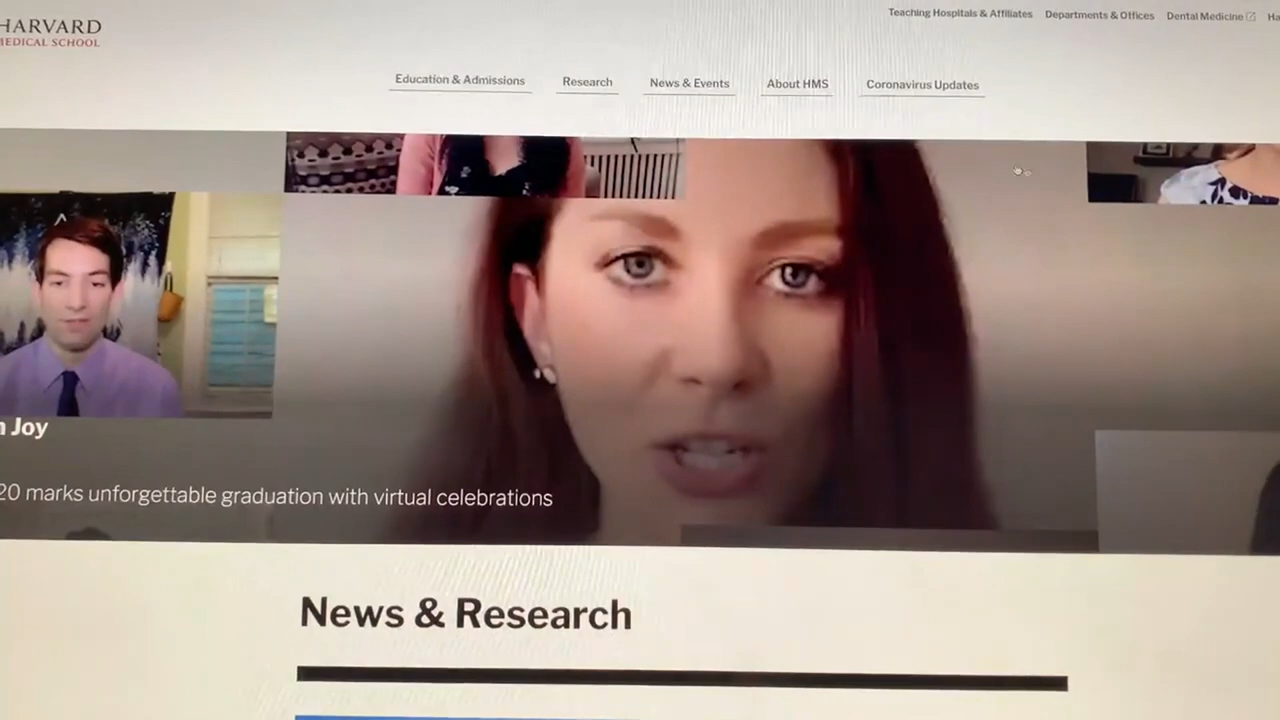 HARVARD
MEDICAL SCHOOL
Teaching Hospitals & Affiliates Departments & Offices Dental Medicine
Education & Admissions Research News & Events About HMS Coronavirus Updates
Joy
20 marks unforgettable graduation with virtual celebrations
News & Research